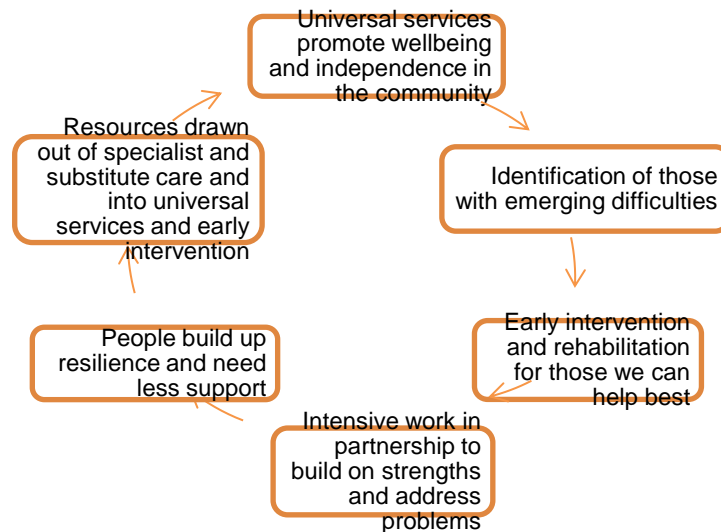 Universal services
promote wellbeing
and independence in
the community
Identification of those
with emerging difficulties
Early intervention
and rehabilitation
for those we can
help best
Intensive work in
partnership to
build on strengths
and address
problems
People build up
resilience and need
less support
Resources drawn
out of specialist and
substitute care and
into universal
services and early
intervention